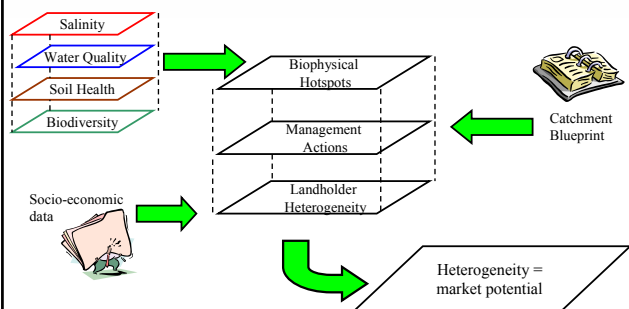 Salinity
Water Quality
Soil Health
Biodiversity
Biophysical
Hotspots
Management
Actions
Landholder
Heterogeneity
Catchment
Blueprint
Socio-economic
data
Heterogeneity =
market potential